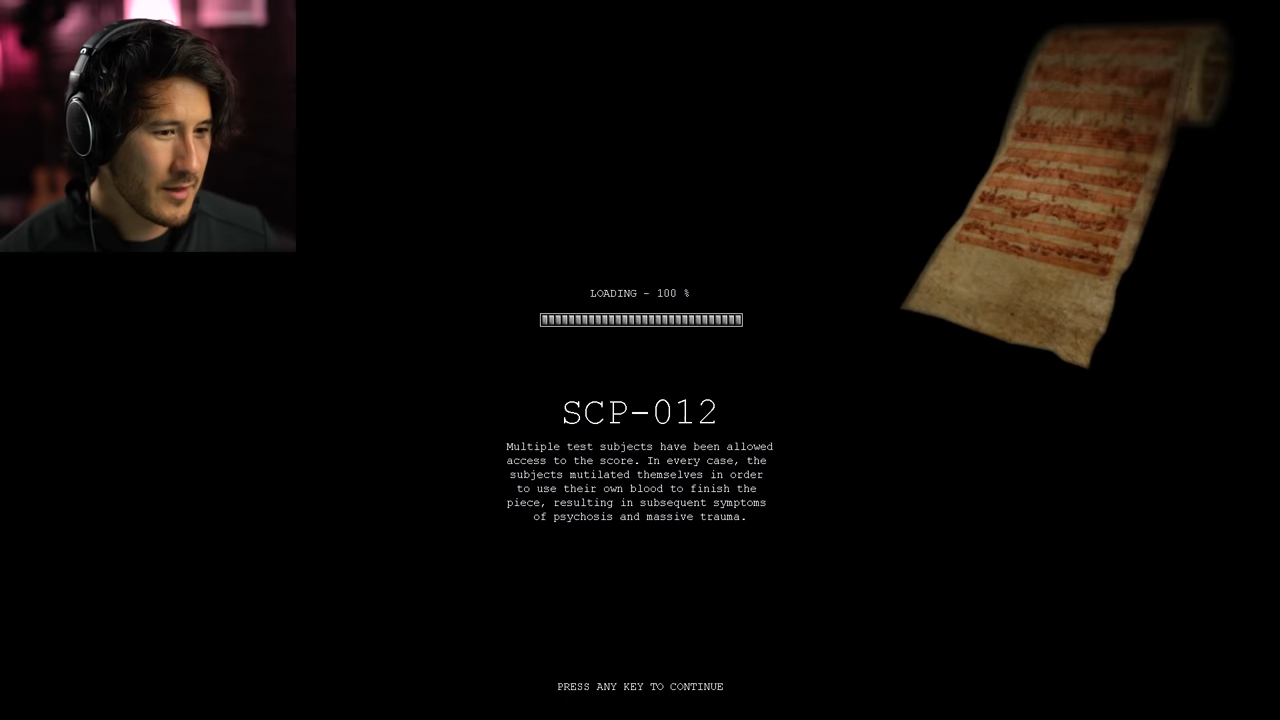 LOADING - 100 %
SCP-012
Multiple test subjects have been allowed
access to the score. In every case, the
subjects mutilated themselves in order
to use their own blood to finish the
piece, resulting in subsequent symptoms
of psychosis and massive trauma.
PRESS ANY KEY TO CONTINUE